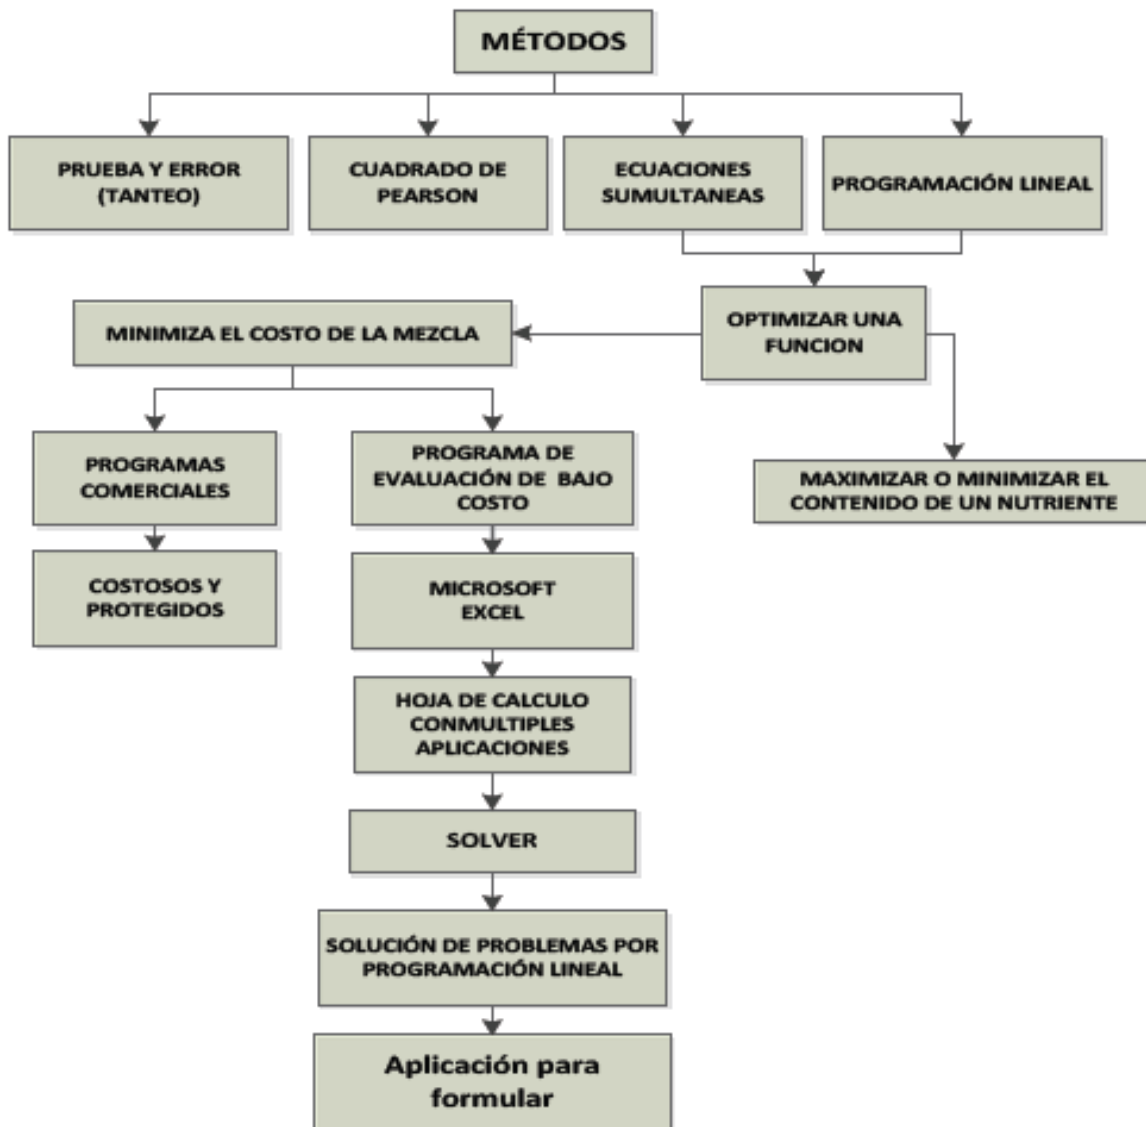 MÉTODOS
PRUEBA Y ERROR
(TANTEO)
CUADRADO DE
PEARSON
ECUACIONES
SUMULTANEAS
PROGRAMACIÓN LINEAL
OPTIMIZAR UNA
FUNCION
MINIMIZA EL COSTO DE LA MEZCLA
PROGRAMAS
COMERCIALES
PROGRAMA DE
EVALUACIÓN DE BAJO
COSTO
MAXIMIZAR O MINIMIZAR EL
CONTENIDO DE UN NUTRIENTE
COSTOSOS Y
PROTEGIDOS
MICROSOFT
EXCEL
HOJA DE CALCULO
CONMULTIPLES
APLICACIONES
SOLVER
SOLUCIÓN DE PROBLEMAS POR
PROGRAMACIÓN LINEAL
Aplicación para
formular